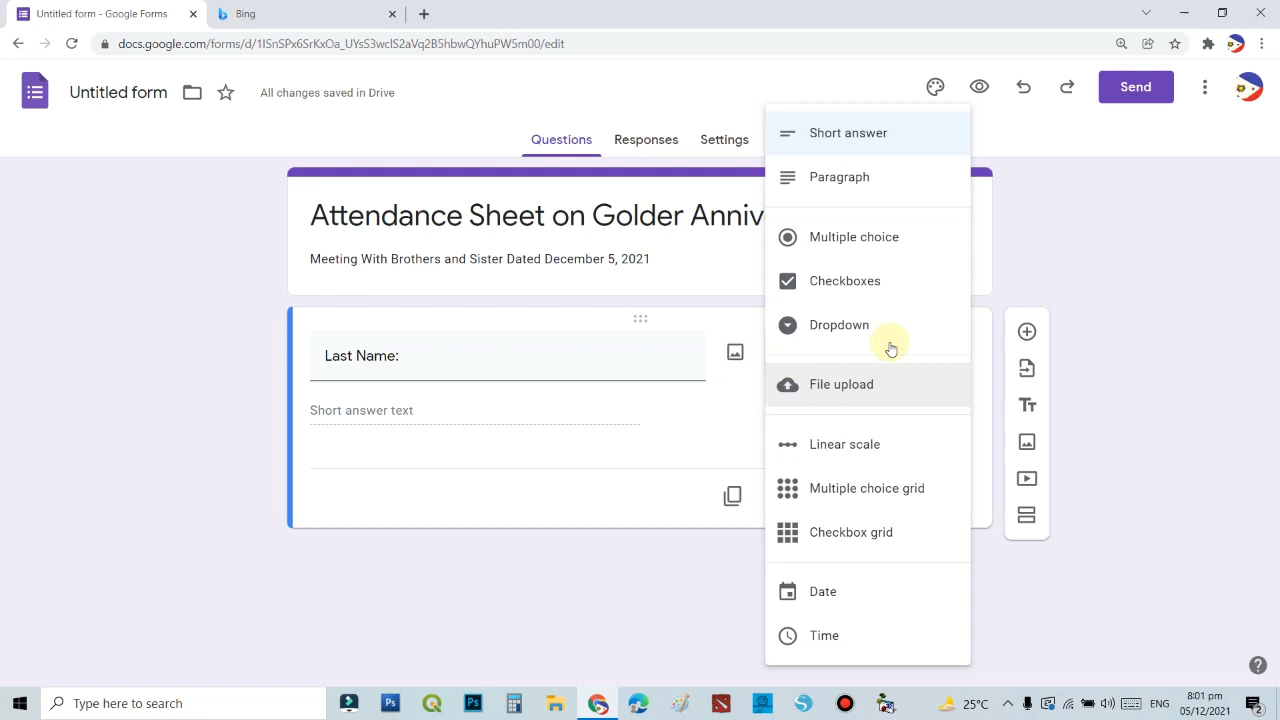 Untitled form - Google Forms
Bing
docs.google.com/forms/d/1ISnSPx6SrKxOa_UYsS3wclS2aVq2B5hbwQYhuPW5m00/edit
Untitled form
All changes saved in Drive
Send
Questions
Responses
Settings
Attendance Sheet on Golder Anniv
Meeting With Brothers and Sister Dated December 5, 2021
Last Name:
Short answer text
Short answer
Paragraph
Multiple choice
Checkboxes
Dropdown
File upload
Linear scale
Multiple choice grid
Checkbox grid
Date
Time
Type here to search
25°C
ENG
8:01 pm
05/12/2021
2